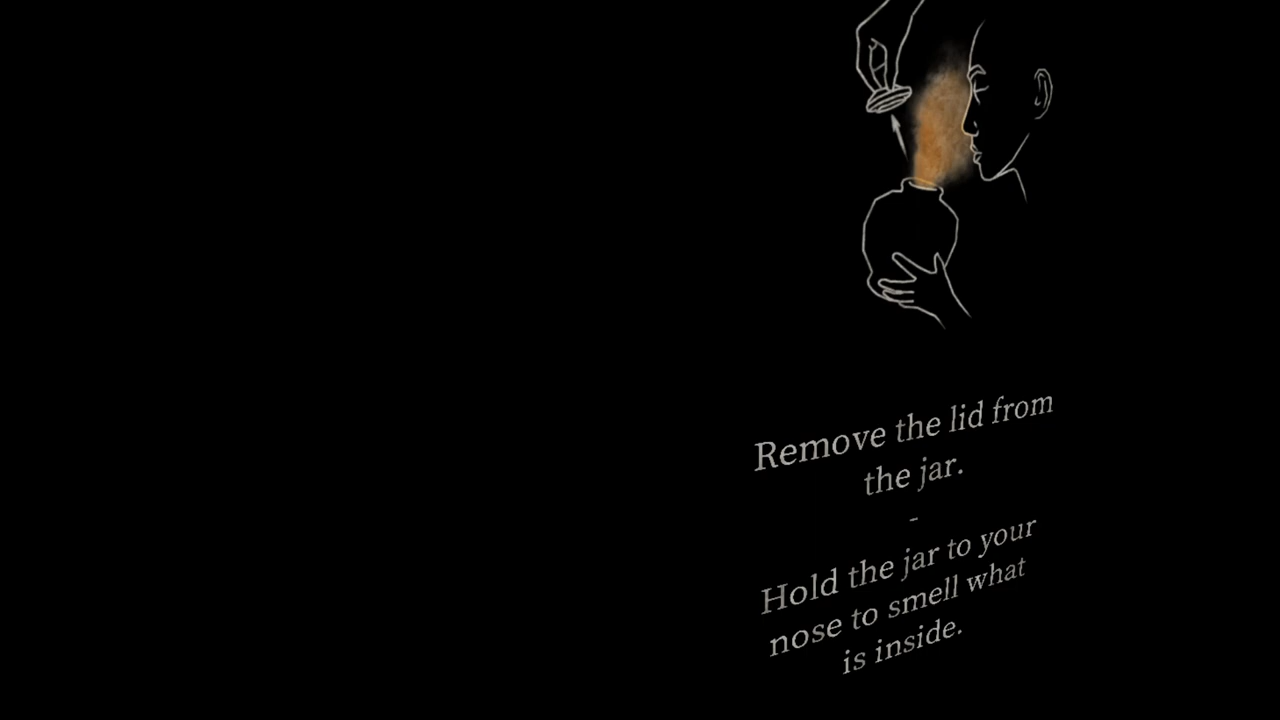 Remove the lid from
the jar.
-
Hold the jar to your
nose to smell what
is inside.